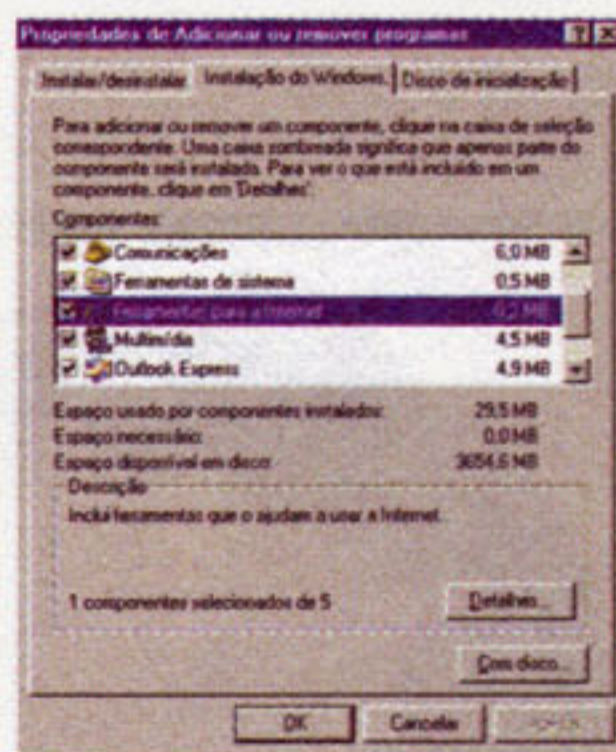 Propriedades de Adicionar ou remover programas
Instalar/desinstalar Instalação do Windows Disco de inicialização
Para adicionar ou remover um componente, clique na caixa de seleção
correspondente. Uma caixa sombreada significa que apenas parte do
componente será instalada. Para ver o que está incluído em um
componente, clique em 'Detalhes'.
Componentes:
Comunicações 6,0 MB
Ferramentas de sistema 0,5 MB
Ferramentas para a Internet
Multimídia 4,5 MB
Outlook Express 4,9 MB
Espaço usado por componentes instalados: 29,5 MB
Espaço necessário: 0,0 MB
Espaço disponível em disco: 3654,6 MB
Descrição
Inclui ferramentas que o ajudam a usar a Internet.
1 componentes selecionados de 5
Detalhes...
Com disco...
OK Cancelar